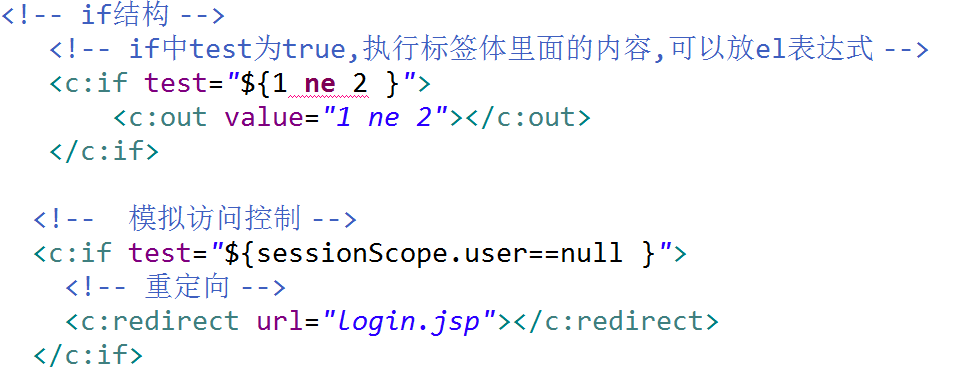 <!-- if结构 -->
<!-- if中test为true,执行标签体里面的内容,可以放el表达式 -->
<c:if test="${1 ne 2 }">
<c:out value="1 ne 2"></c:out>
</c:if>
<!-- 模拟访问控制 -->
<c:if test="${sessionScope.user==null }">
<!-- 重定向 -->
<c:redirect url="login.jsp"></c:redirect>
</c:if>